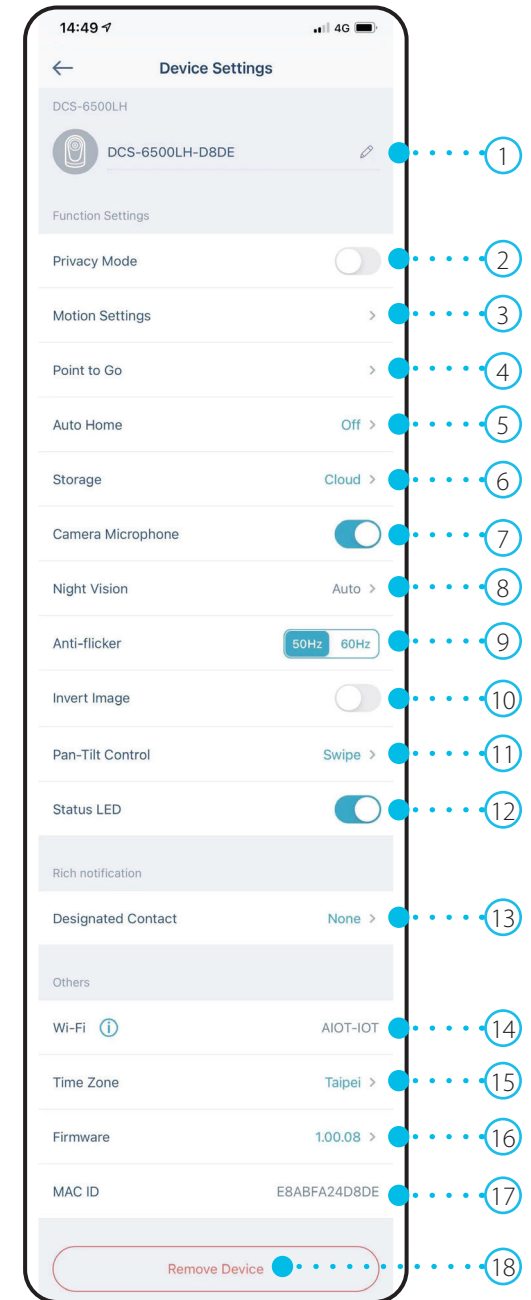 14:49 4G
Device Settings
DCS-6500LH
DCS-6500LH-D8DE 1
Function Settings
Privacy Mode 2
Motion Settings 3
Point to Go 4
Auto Home Off 5
Storage Cloud 6
Camera Microphone 7
Night Vision Auto 8
Anti-flicker 50Hz 60Hz 9
Invert Image 10
Pan-Tilt Control Swipe 11
Status LED 12
Rich notification
Designated Contact None 13
Others
Wi-Fi AIOT-IOT 14
Time Zone Taipei 15
Firmware 1.00.08 16
MAC ID E8ABFA24D8DE 17
Remove Device 18